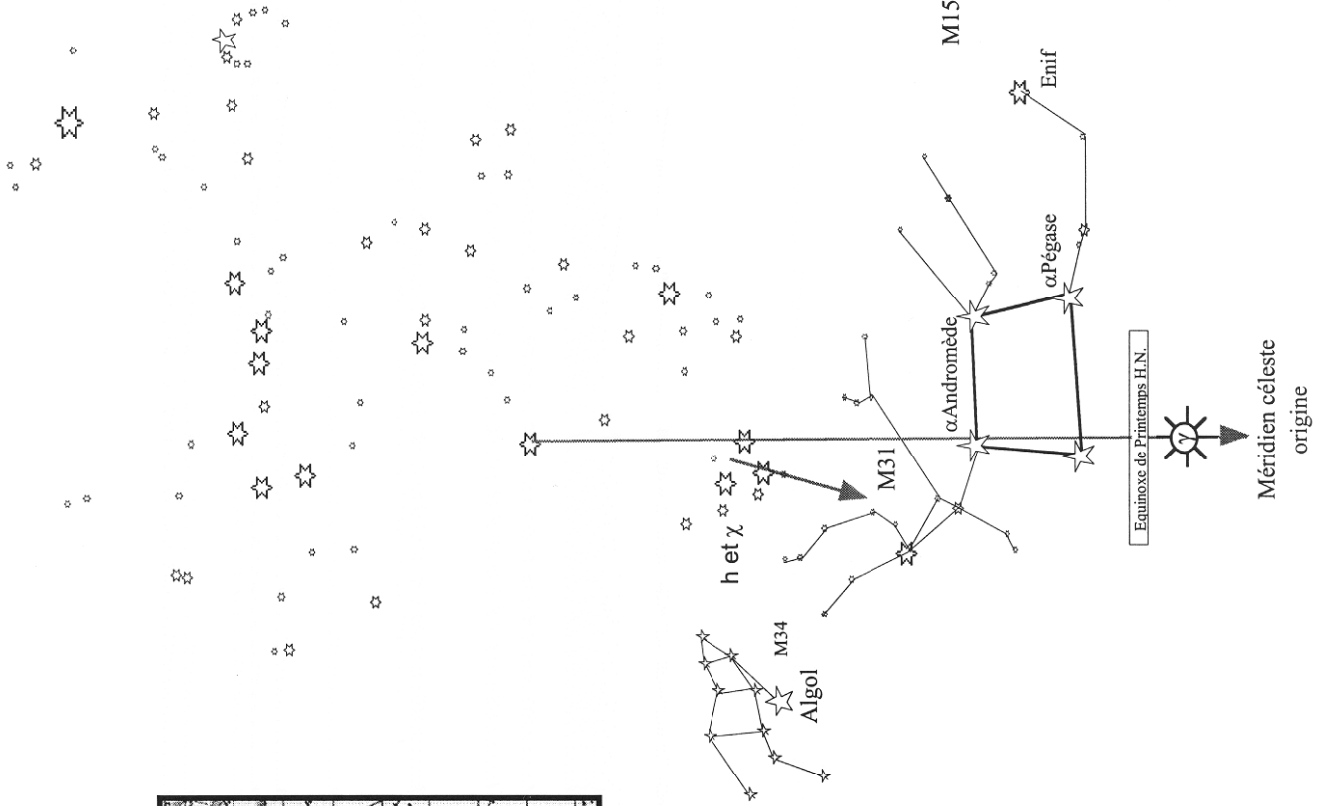 M15
Enif
αPégase
αAndromède
M31
h et χ
M34
Algol
Equinoxe de Printemps H.N.
γ
Méridien céleste
origine